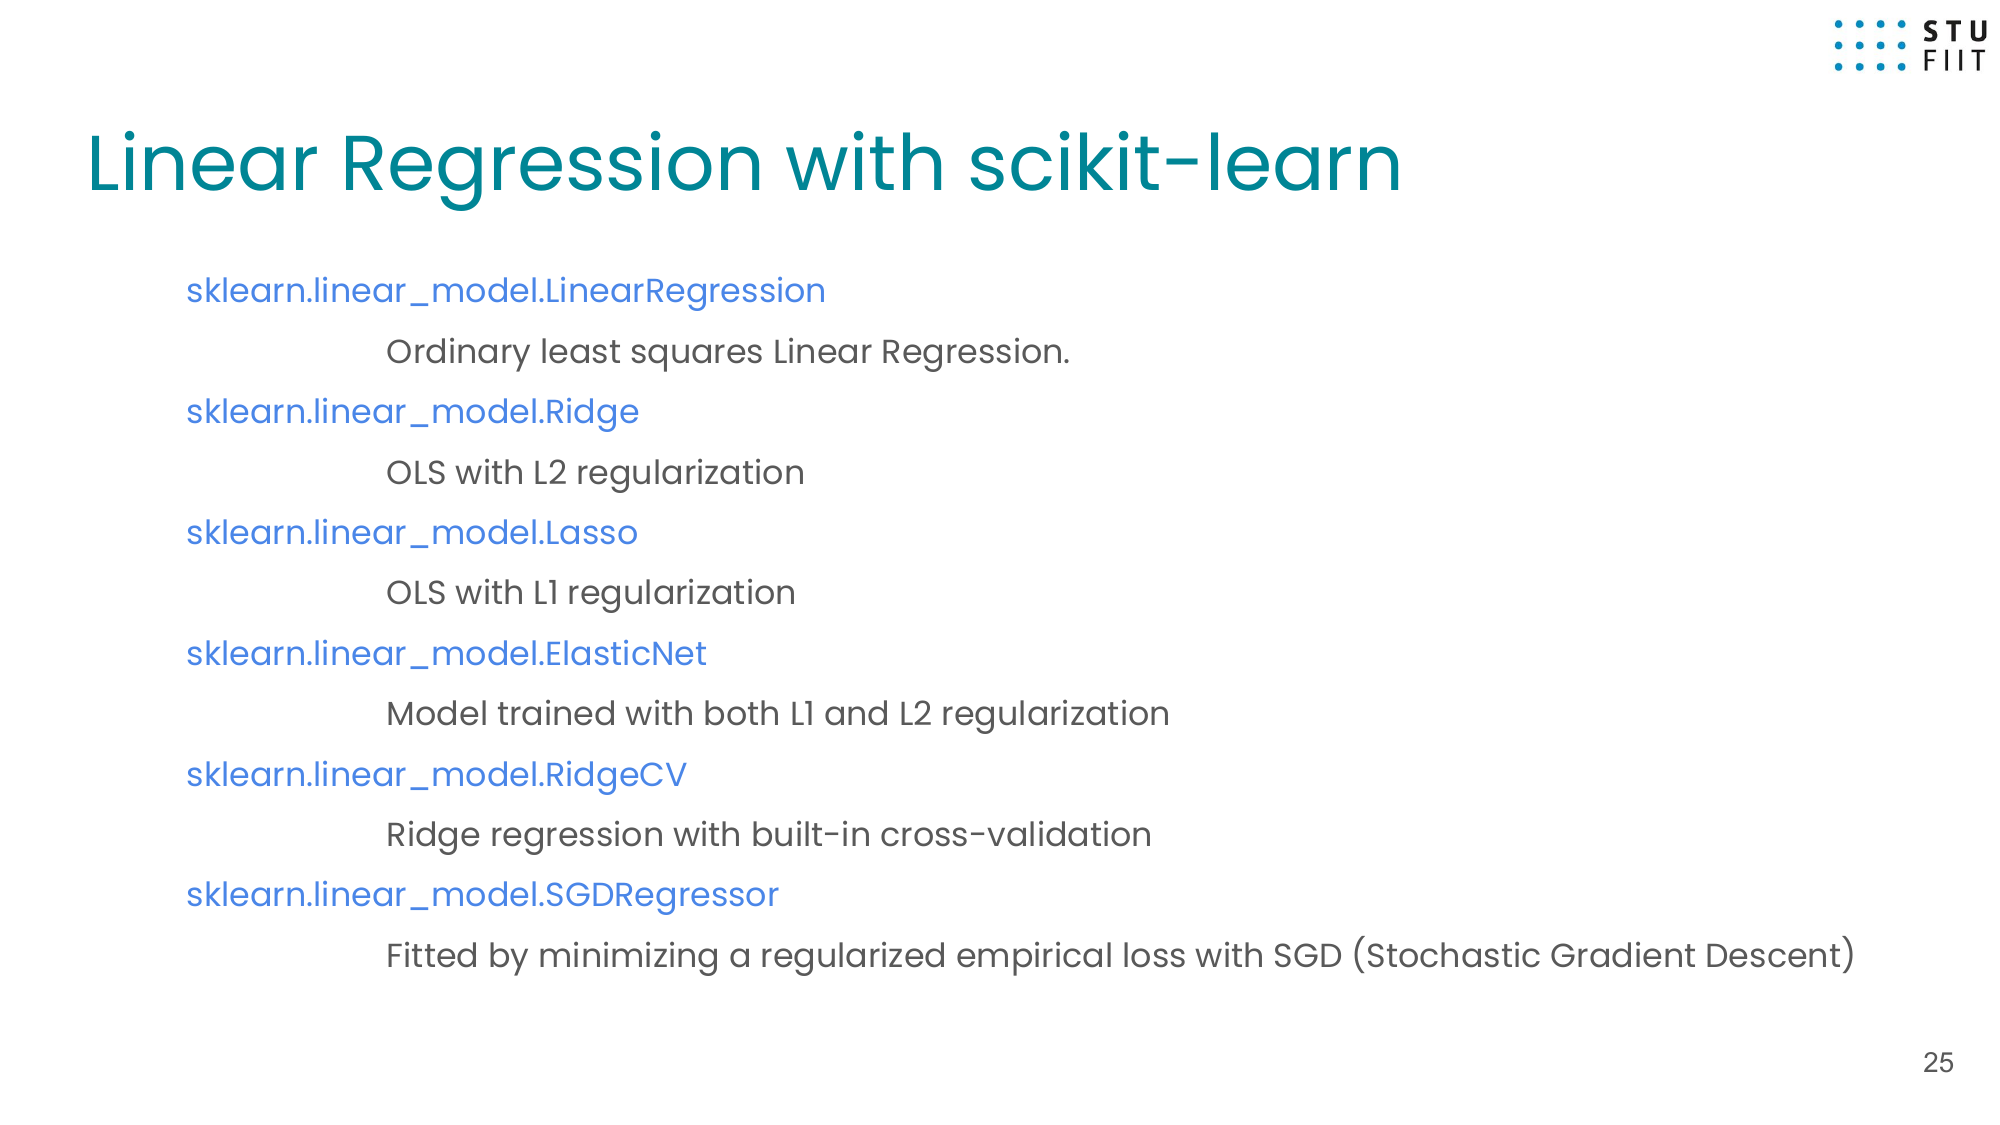 STU
FIIT
Linear Regression with scikit-learn
sklearn.linear_model.LinearRegression
Ordinary least squares Linear Regression.
sklearn.linear_model.Ridge
OLS with L2 regularization
sklearn.linear_model.Lasso
OLS with L1 regularization
sklearn.linear_model.ElasticNet
Model trained with both L1 and L2 regularization
sklearn.linear_model.RidgeCV
Ridge regression with built-in cross-validation
sklearn.linear_model.SGDRegressor
Fitted by minimizing a regularized empirical loss with SGD (Stochastic Gradient Descent)
25